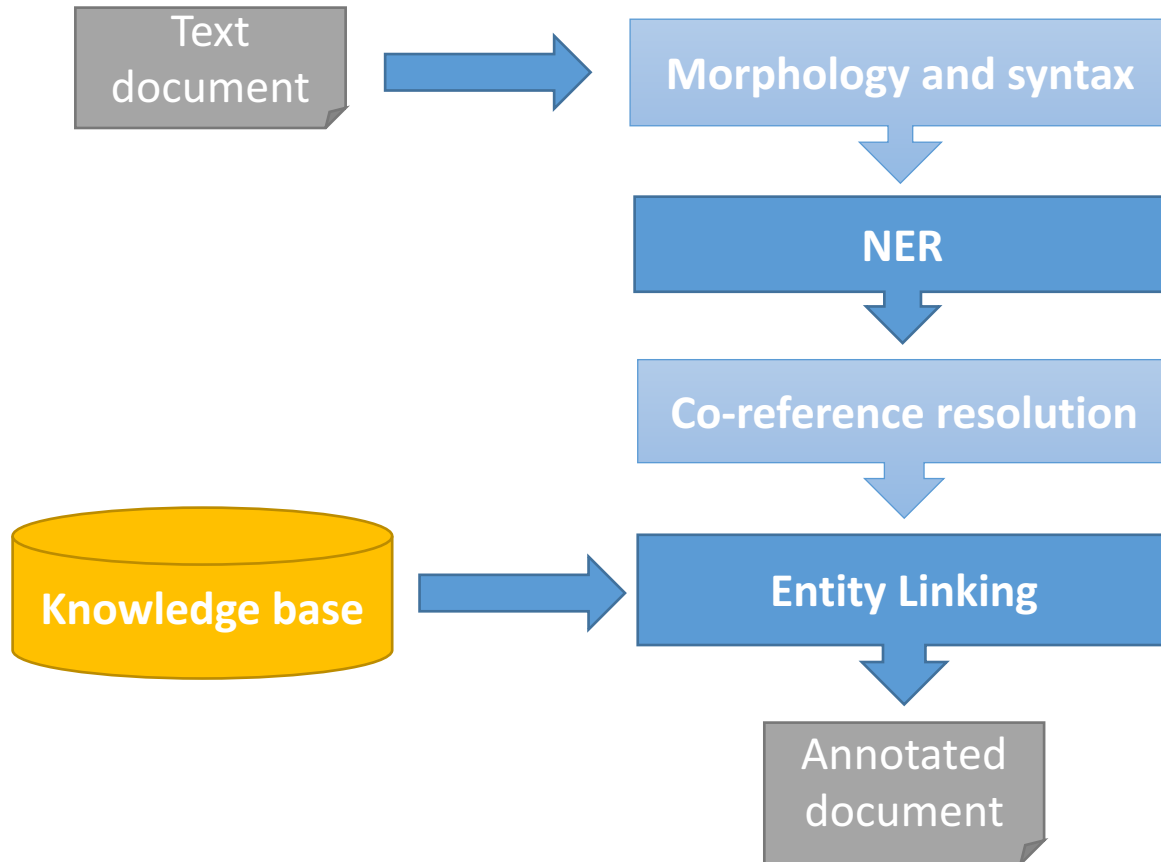 Text
document
Morphology and syntax
NER
Co-reference resolution
Knowledge base
Entity Linking
Annotated
document